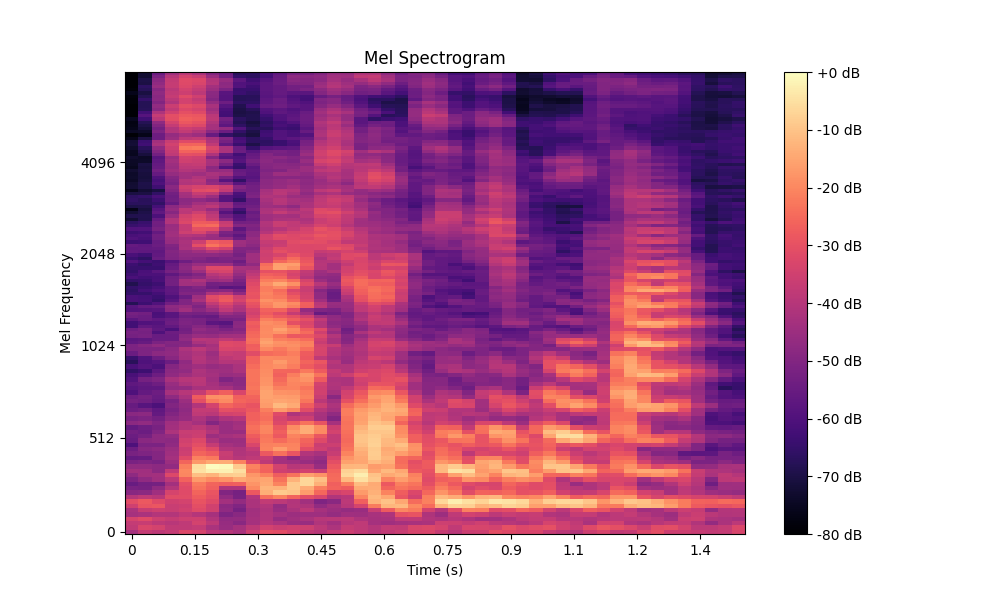 Mel Spectrogram
Mel Frequency
4096
2048
1024
512
0
0 0.15 0.3 0.45 0.6 0.75 0.9 1.1 1.2 1.4
Time (s)
+0 dB
-10 dB
-20 dB
-30 dB
-40 dB
-50 dB
-60 dB
-70 dB
-80 dB